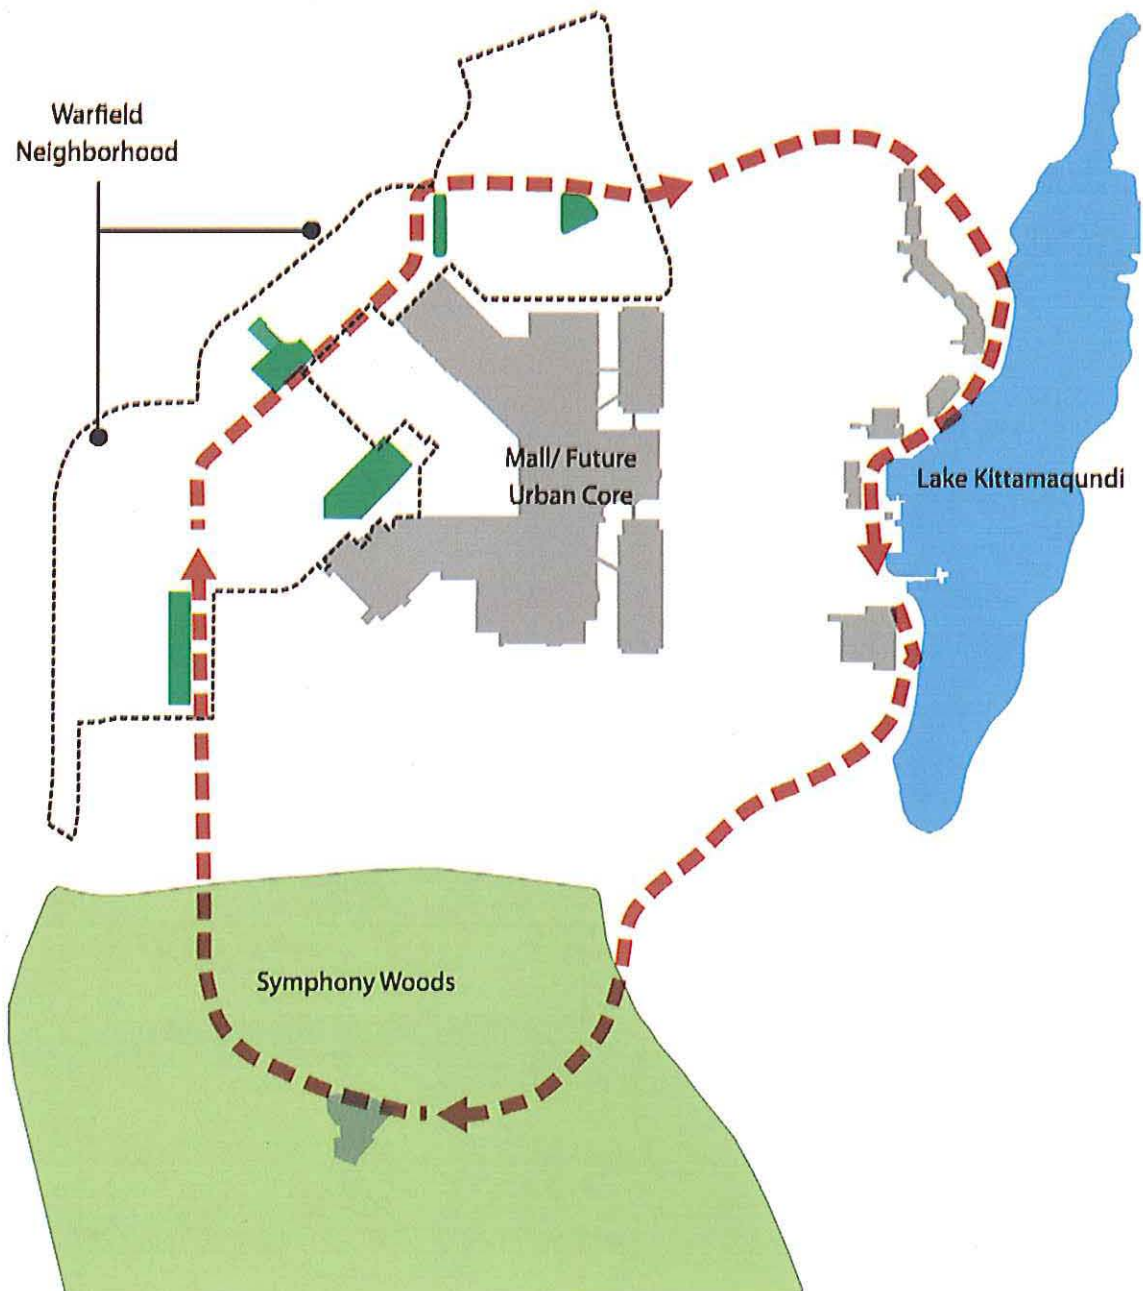 Warfield
Neighborhood
Mall/ Future
Urban Core
Lake Kittamaqundi
Symphony Woods